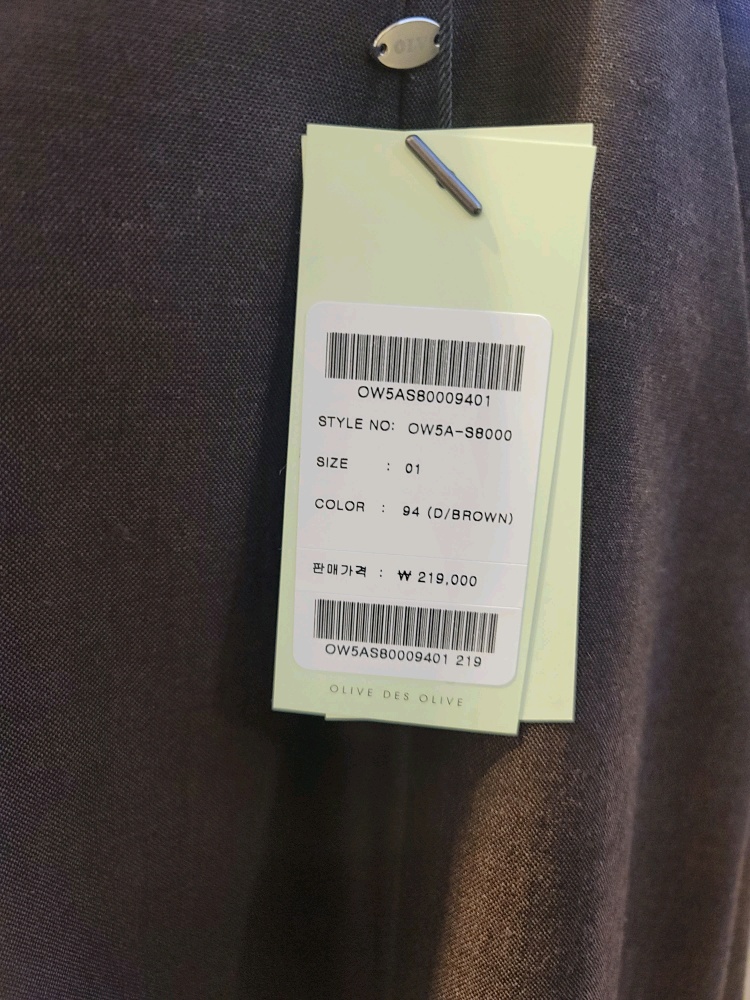 OLV
OW5AS80009401
STYLE NO: OW5A-S8000
SIZE : 01
COLOR : 94 (D/BROWN)
판매가격 : ₩ 219,000
OW5AS80009401 219
OLIVE DES OLIVE